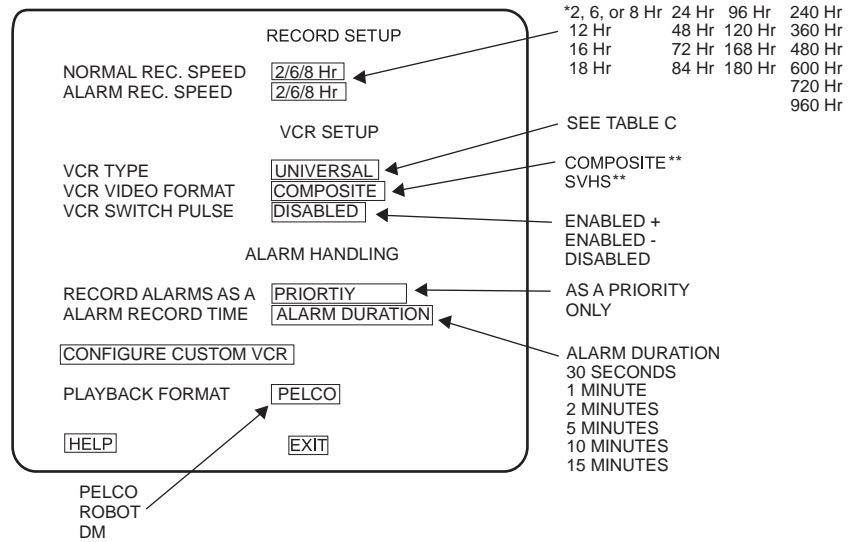 RECORD SETUP
NORMAL REC. SPEED 2/6/8 Hr
ALARM REC. SPEED 2/6/8 Hr
VCR SETUP
VCR TYPE UNIVERSAL
VCR VIDEO FORMAT COMPOSITE
VCR SWITCH PULSE DISABLED
ALARM HANDLING
RECORD ALARMS AS A PRIORTIY
ALARM RECORD TIME ALARM DURATION
CONFIGURE CUSTOM VCR
PLAYBACK FORMAT PELCO
HELP EXIT
PELCO
ROBOT
DM
*2, 6, or 8 Hr 24 Hr 96 Hr 240 Hr
12 Hr 48 Hr 120 Hr 360 Hr
16 Hr 72 Hr 168 Hr 480 Hr
18 Hr 84 Hr 180 Hr 600 Hr
720 Hr
960 Hr
SEE TABLE C
COMPOSITE**
SVHS**
ENABLED +
ENABLED -
DISABLED
AS A PRIORITY
ONLY
ALARM DURATION
30 SECONDS
1 MINUTE
2 MINUTES
5 MINUTES
10 MINUTES
15 MINUTES